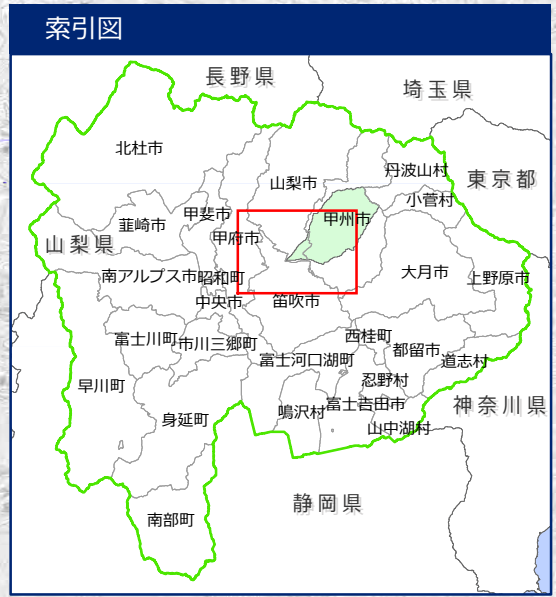 索引図
長野県
埼玉県
北杜市
丹波山村
山梨市
東京都
小菅村
甲斐市
甲州市
韮崎市
甲府市
山梨県
大月市
上野原市
南アルプス市
昭和町
中央市
笛吹市
西桂町
富士川町
市川三郷町
都留市
富士河口湖町
道志村
忍野村
早川町
鳴沢村
富士吉田市
神奈川県
身延町
山中湖村
静岡県
南部町